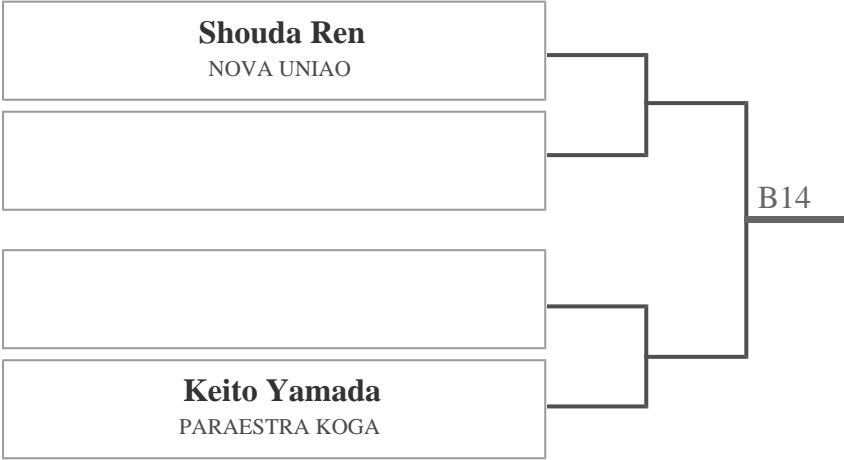 Shouda Ren
NOVA UNIAO
B14
Keito Yamada
PARAESTRA KOGA